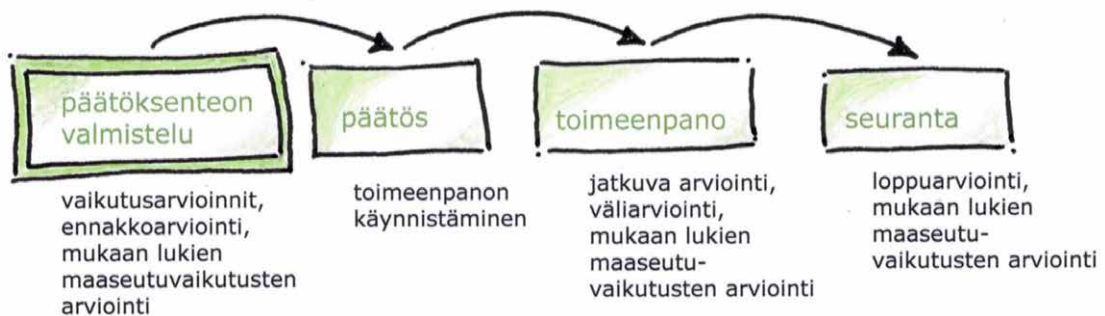 päätöksenteon
valmistelu
päätös
toimeenpano
seuranta
vaikutusarvioinnit,
ennakkoarviointi,
mukaan lukien
maaseutuvaikutusten
arviointi
toimeenpanon
käynnistäminen
jatkuva arviointi,
väliarviointi,
mukaan lukien
maaseutu-
vaikutusten arviointi
loppuarviointi,
mukaan lukien
maaseutu-
vaikutusten arviointi